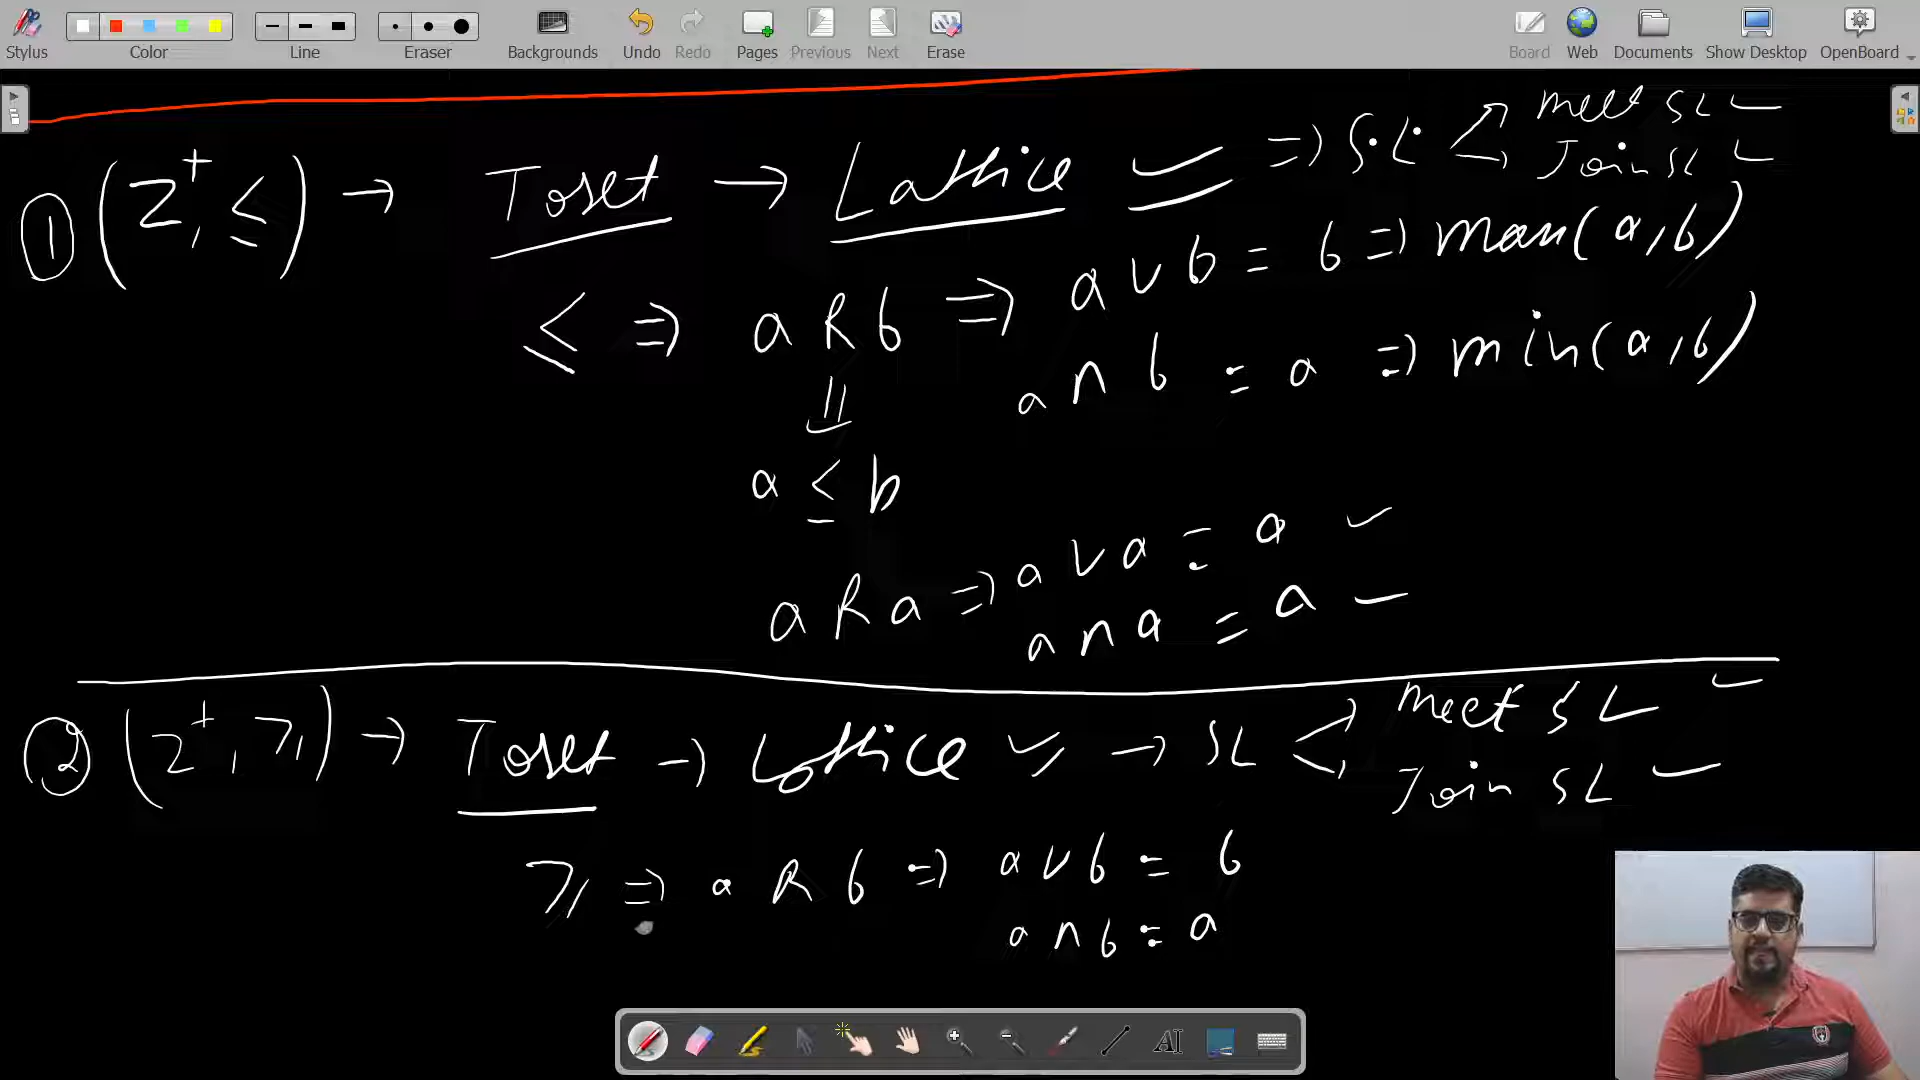 Stylus Color Line Eraser Backgrounds Undo Redo Pages Previous Next Erase Board Web Documents Show Desktop OpenBoard
① (Z⁺, ≤) → Toset → Lattice ✓ ⇒ S.L. meet SL ✓
Join SL ✓
≤ ⇒ a R b ⇒ a ∨ b = b ⇒ max(a,b)
a ∧ b = a ⇒ min(a,b)
a ≤ b
a R a ⇒ a ∨ a = a ✓
a ∧ a = a ✓
② (Z⁺, ≥) → Toset → Lattice ✓ → SL meet SL ✓
Join SL ✓
≥ ⇒ a R b ⇒ a ∨ b = b
a ∧ b = a